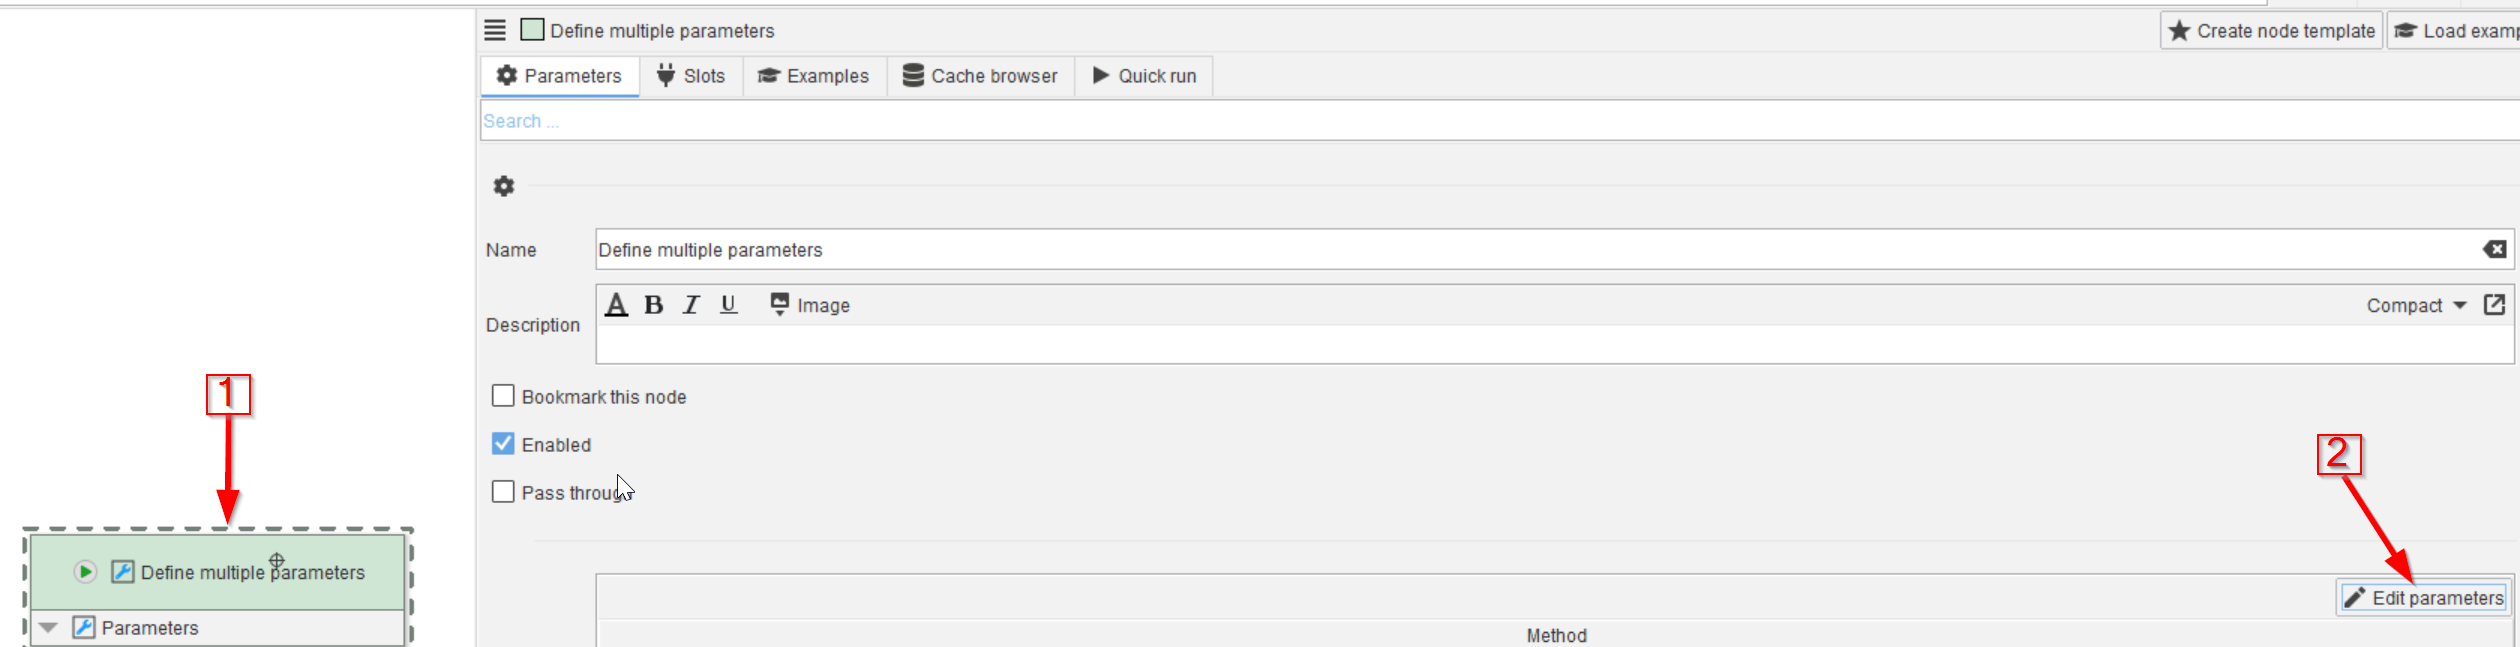 Define multiple parameters
Create node template
Load examp
Parameters
Slots
Examples
Cache browser
Quick run
Search ...
Name
Define multiple parameters
Description
A B I U Image
Compact
Bookmark this node
Enabled
Pass through
1
2
Define multiple parameters
Parameters
Edit parameters
Method